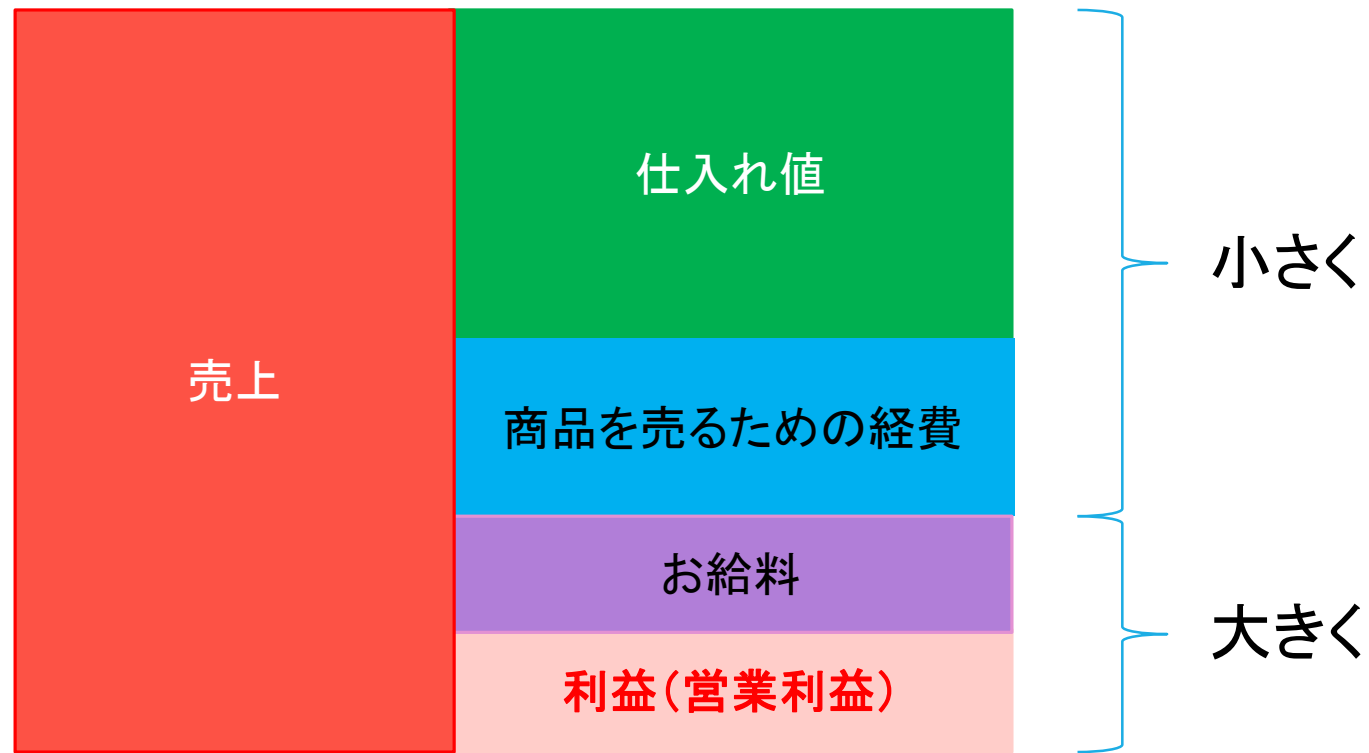 売上
仕入れ値
商品を売るための経費
お給料
利益(営業利益)
小さく
大きく